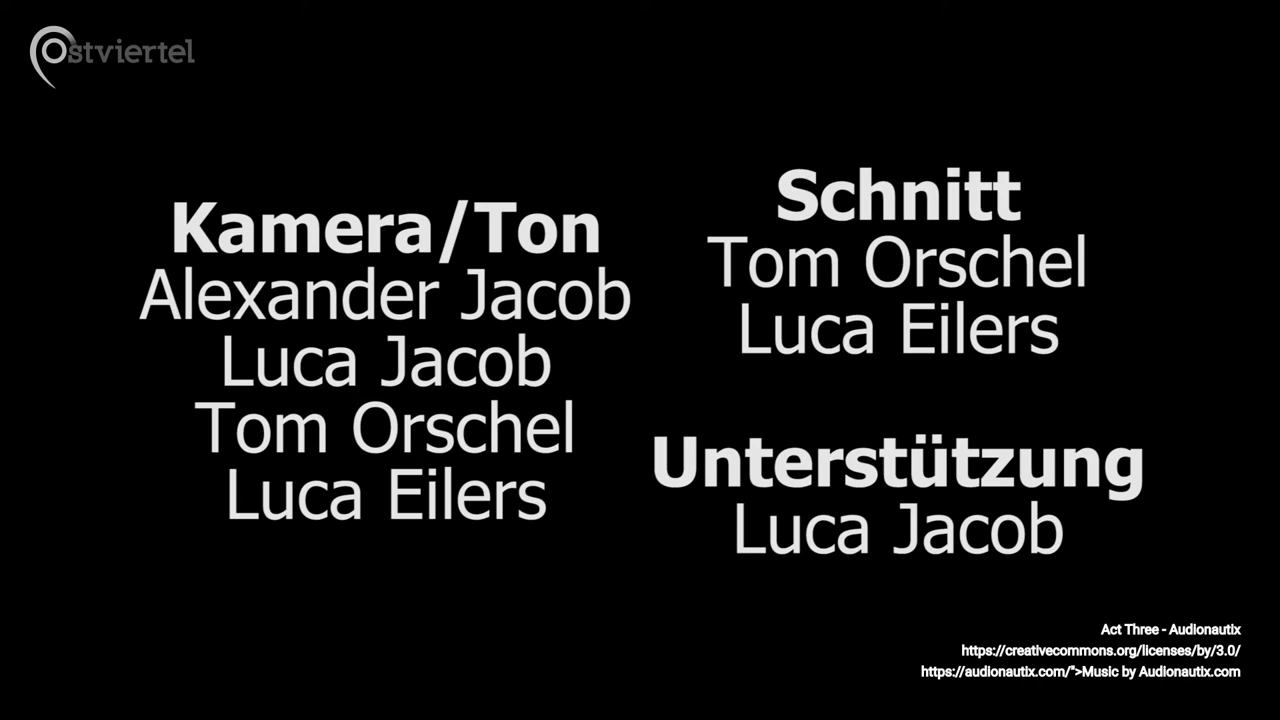 Ostviertel
Kamera/Ton
Alexander Jacob
Luca Jacob
Tom Orschel
Luca Eilers
Schnitt
Tom Orschel
Luca Eilers
Unterstützung
Luca Jacob
Act Three - Audionautix
https://creativecommons.org/licenses/by/3.0/
https://audionautix.com/">Music by Audionautix.com